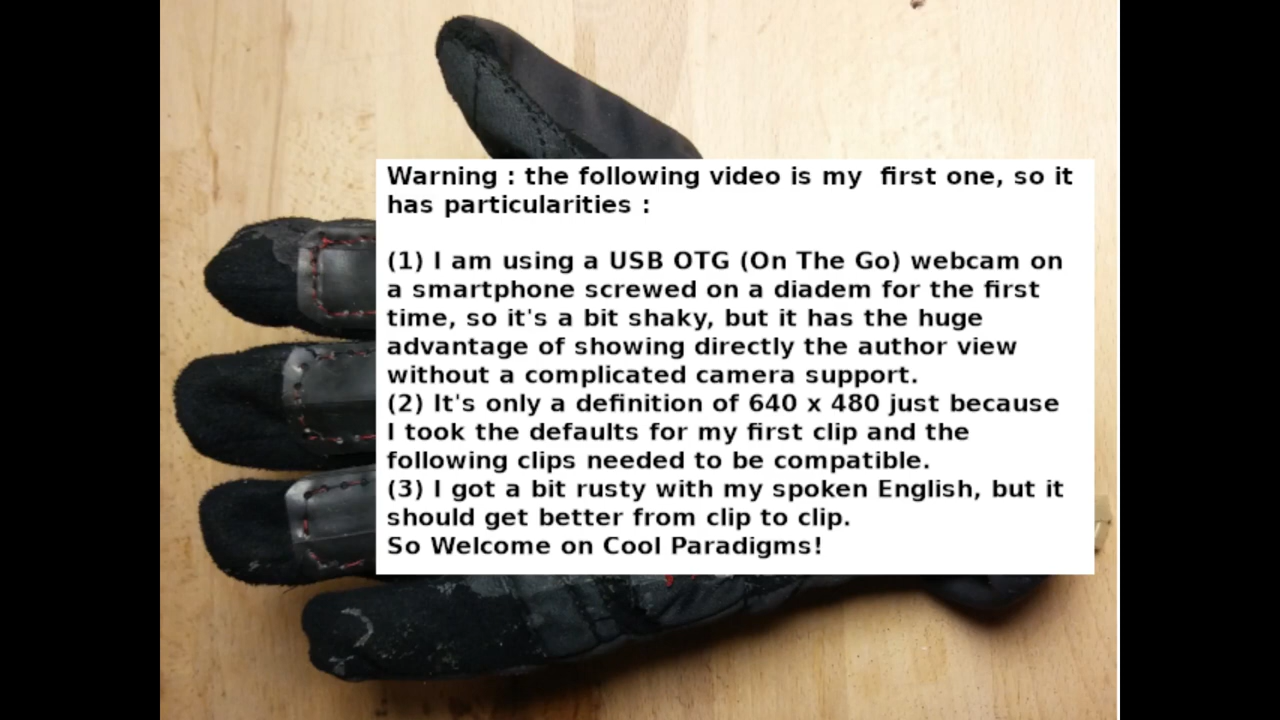 Warning : the following video is my  first one, so it
has particularities :
(1) I am using a USB OTG (On The Go) webcam on
a smartphone screwed on a diadem for the first
time, so it's a bit shaky, but it has the huge
advantage of showing directly the author view
without a complicated camera support.
(2) It's only a definition of 640 x 480 just because
I took the defaults for my first clip and the
following clips needed to be compatible.
(3) I got a bit rusty with my spoken English, but it
should get better from clip to clip.
So Welcome on Cool Paradigms!